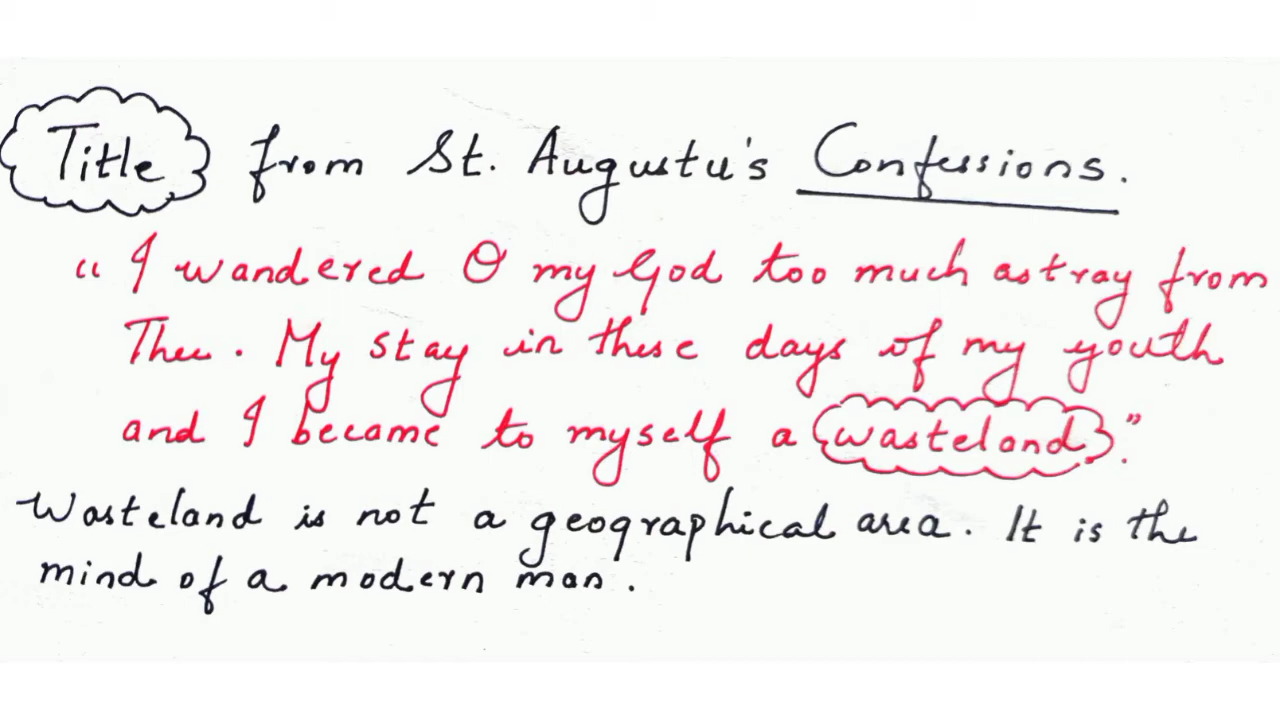 Title from St. Augustu's Confessions.
"I wandered O my God too much astray from
Thee. My stay in these days of my youth
and I became to myself a wasteland."
Wasteland is not a geographical area. It is the
mind of a modern man.